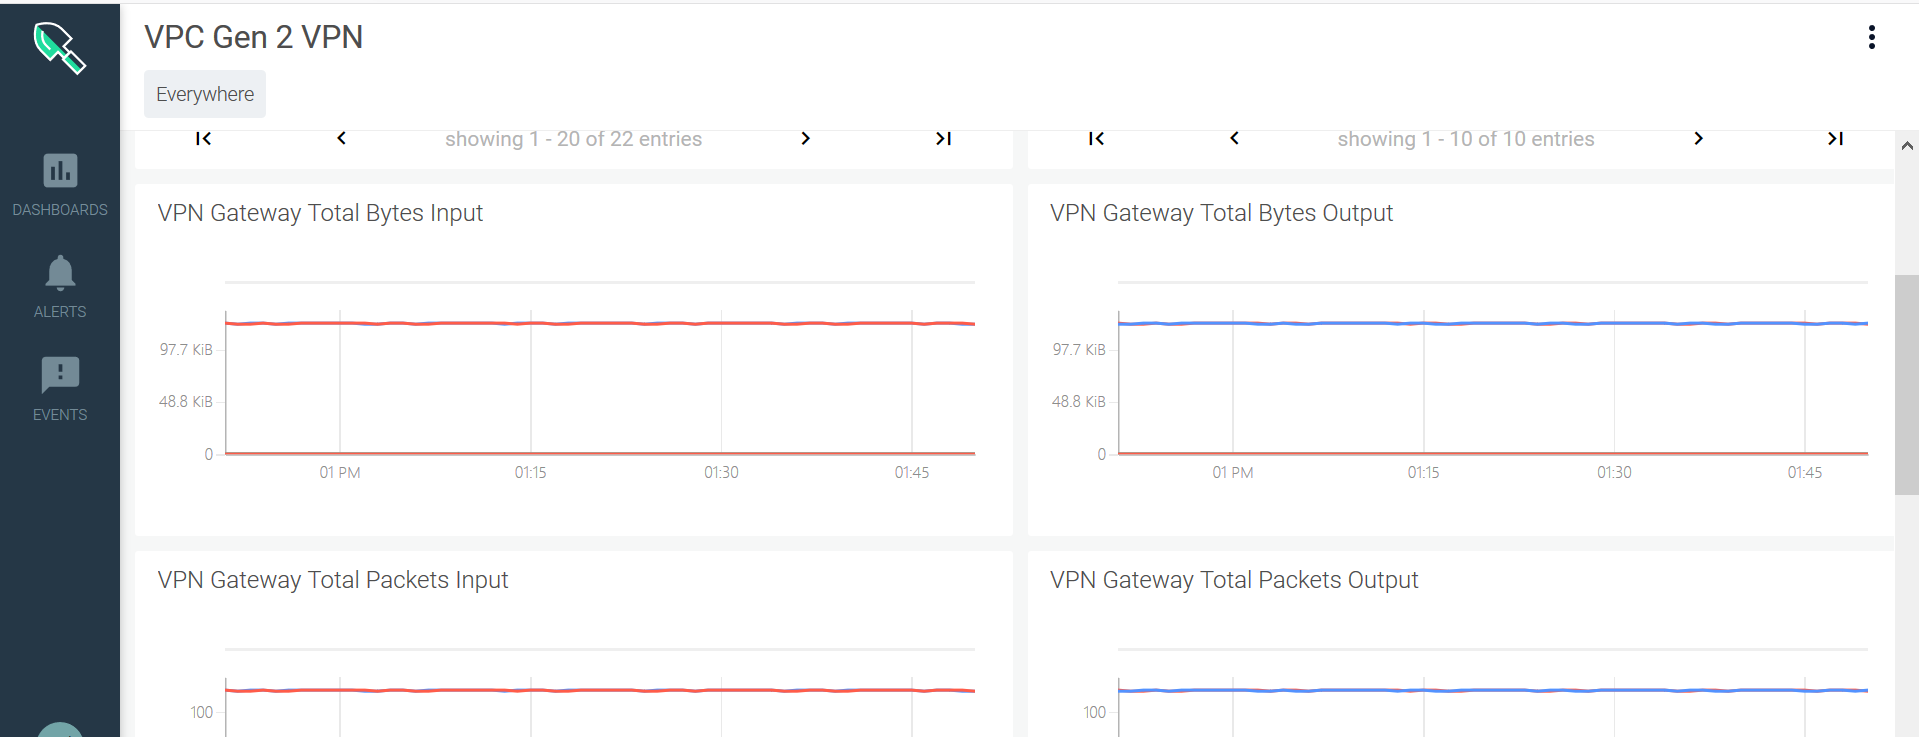 VPC Gen 2 VPN
Everywhere
DASHBOARDS
ALERTS
EVENTS
showing 1 - 20 of 22 entries
showing 1 - 10 of 10 entries
VPN Gateway Total Bytes Input
97.7 KiB
48.8 KiB
0
01 PM
01:15
01:30
01:45
VPN Gateway Total Bytes Output
97.7 KiB
48.8 KiB
0
01 PM
01:15
01:30
01:45
VPN Gateway Total Packets Input
100
VPN Gateway Total Packets Output
100